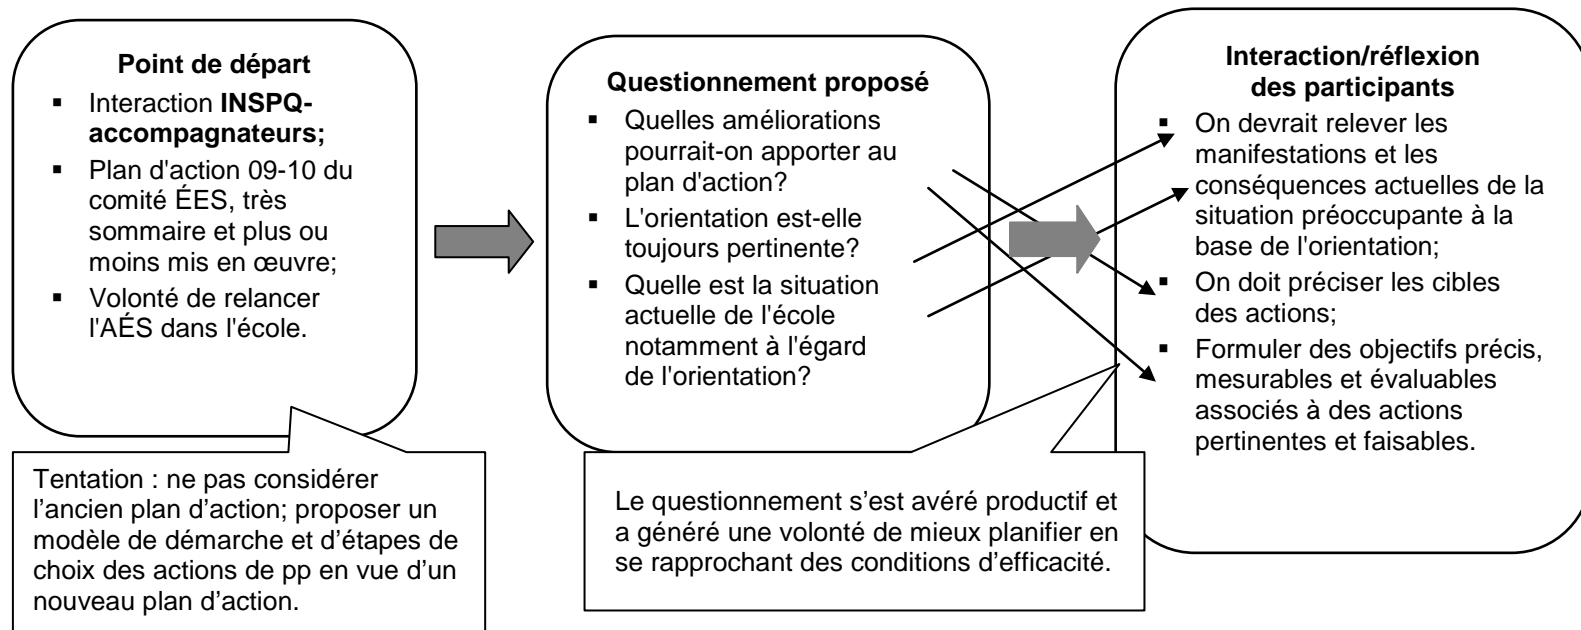 Point de départ
▪ Interaction INSPQ-
accompagnateurs;
▪ Plan d'action 09-10 du
comité ÉES, très
sommaire et plus ou
moins mis en œuvre;
▪ Volonté de relancer
l'AÉS dans l'école.
Tentation : ne pas considérer
l’ancien plan d’action; proposer un
modèle de démarche et d’étapes de
choix des actions de pp en vue d’un
nouveau plan d’action.
Questionnement proposé
▪ Quelles améliorations
pourrait-on apporter au
plan d'action?
▪ L'orientation est-elle
toujours pertinente?
▪ Quelle est la situation
actuelle de l'école
notamment à l'égard
de l'orientation?
Le questionnement s’est avéré productif et
a généré une volonté de mieux planifier en
se rapprochant des conditions d’efficacité.
Interaction/réflexion
des participants
▪ On devrait relever les
manifestations et les
conséquences actuelles de la
situation préoccupante à la
base de l'orientation;
▪ On doit préciser les cibles
des actions;
▪ Formuler des objectifs précis,
mesurables et évaluables
associés à des actions
pertinentes et faisables.